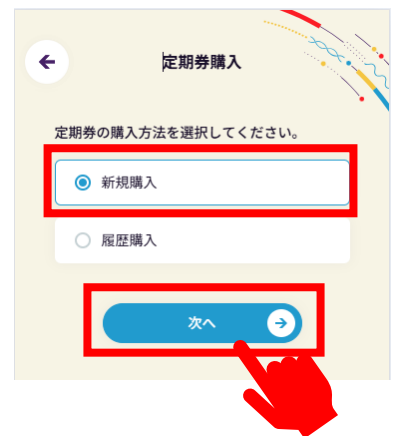 定期券購入
定期券の購入方法を選択してください。
新規購入
履歴購入
次へ